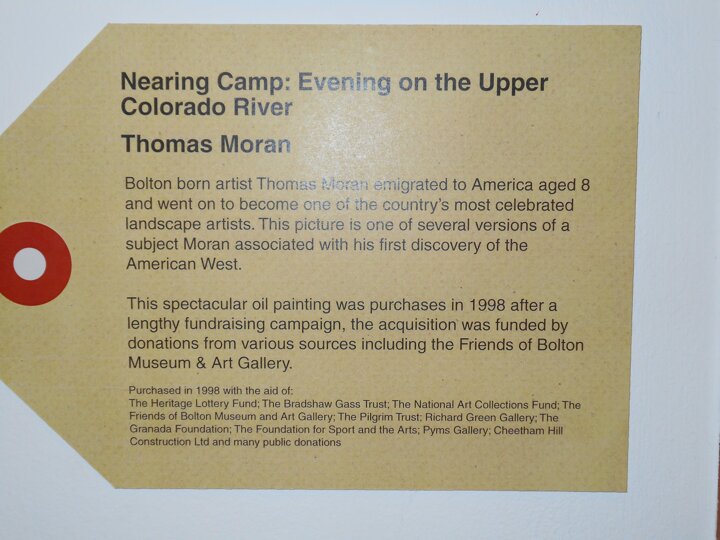 Nearing Camp: Evening on the Upper
Colorado River
Thomas Moran
Bolton born artist Thomas Moran emigrated to America aged 8
and went on to become one of the country's most celebrated
landscape artists. This picture is one of several versions of a
subject Moran associated with his first discovery of the
American West.
This spectacular oil painting was purchases in 1998 after a
lengthy fundraising campaign, the acquisition was funded by
donations from various sources including the Friends of Bolton
Museum & Art Gallery.
Purchased in 1998 with the aid of:
The Heritage Lottery Fund; The Bradshaw Gass Trust; The National Art Collections Fund; The
Friends of Bolton Museum and Art Gallery; The Pilgrim Trust; Richard Green Gallery; The
Granada Foundation; The Foundation for Sport and the Arts; Pyms Gallery; Cheetham Hill
Construction Ltd and many public donations